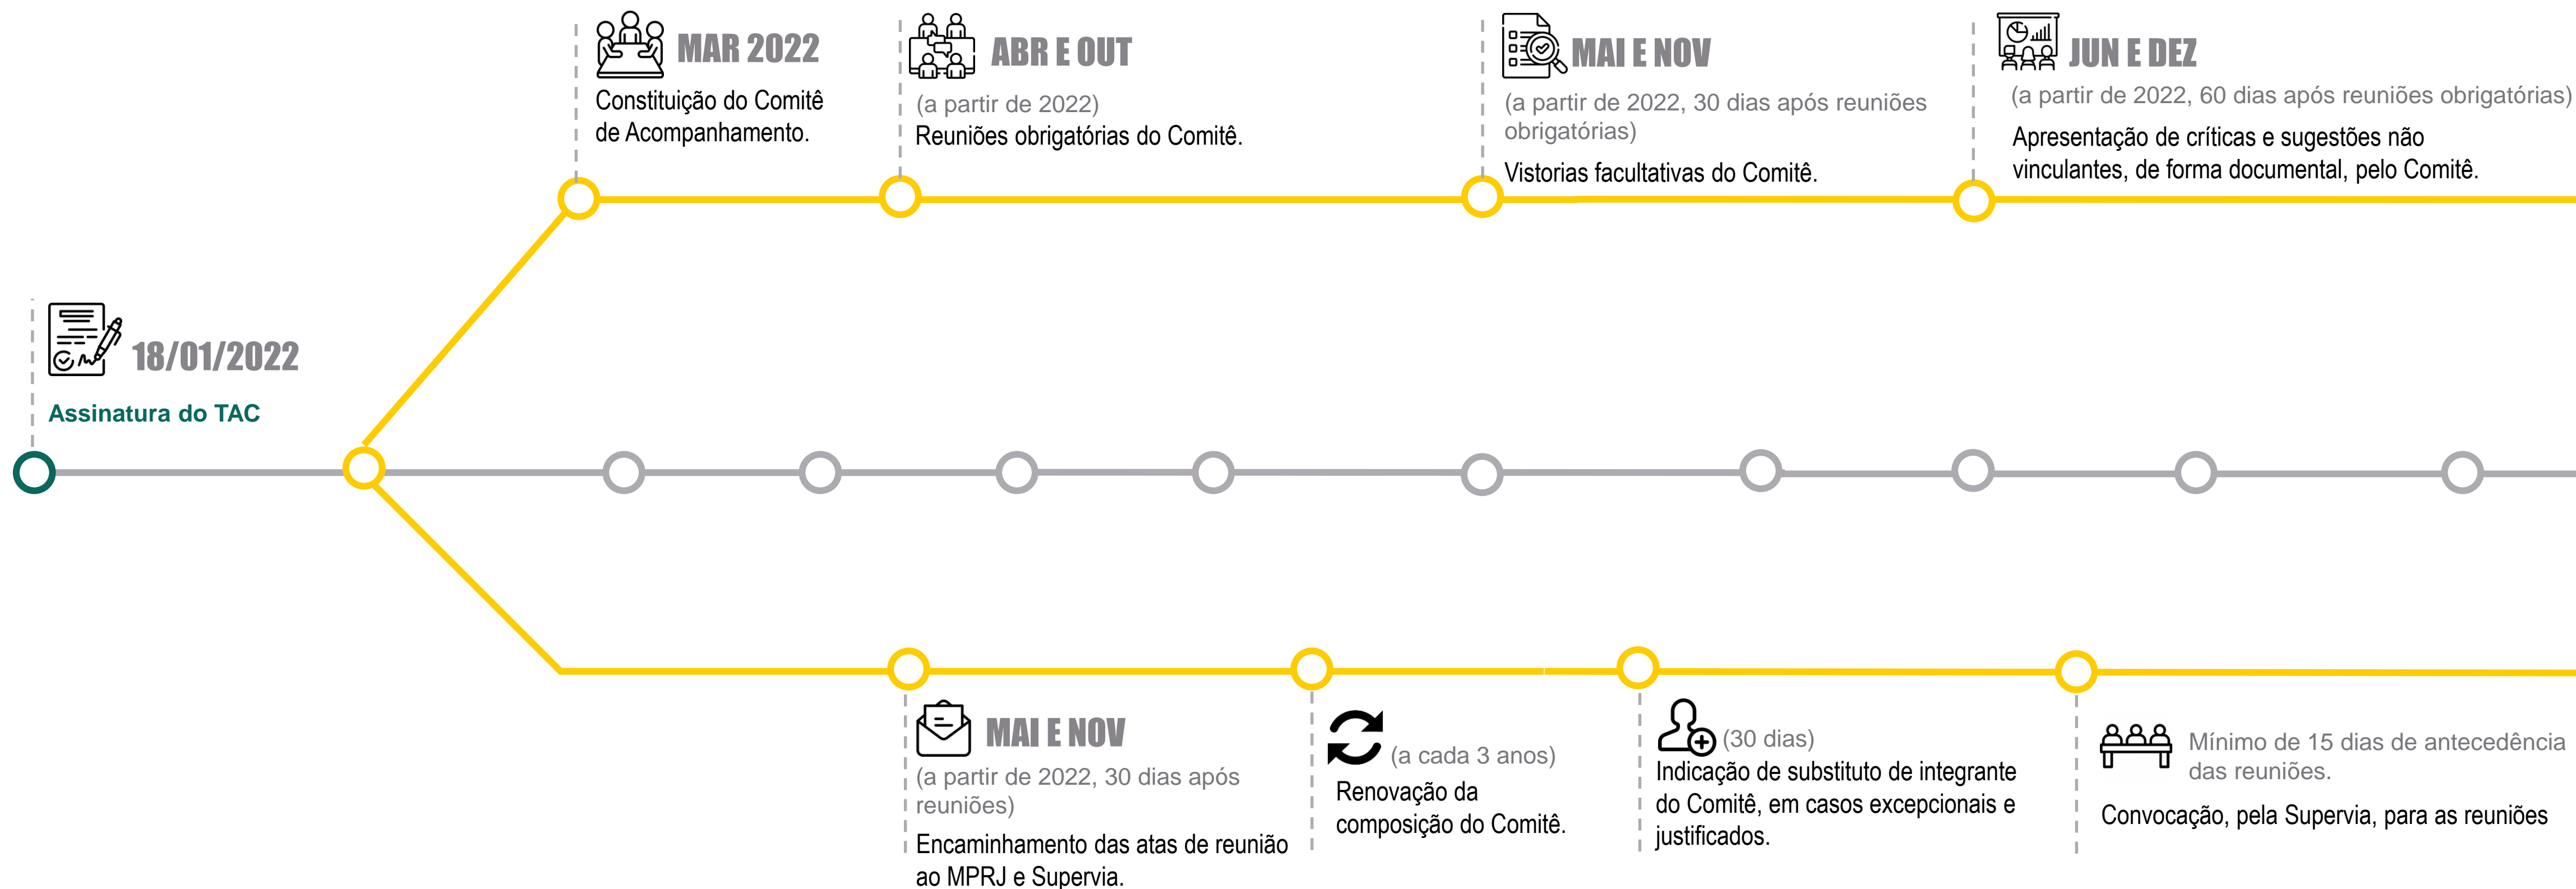 MAR 2022
Constituição do Comitê
de Acompanhamento.
ABR E OUT
(a partir de 2022)
Reuniões obrigatórias do Comitê.
MAI E NOV
(a partir de 2022, 30 dias após reuniões
obrigatórias)
Vistorias facultativas do Comitê.
JUN E DEZ
(a partir de 2022, 60 dias após reuniões obrigatórias)
Apresentação de críticas e sugestões não
vinculantes, de forma documental, pelo Comitê.
18/01/2022
Assinatura do TAC
MAI E NOV
(a partir de 2022, 30 dias após
reuniões)
Encaminhamento das atas de reunião
ao MPRJ e Supervia.
(a cada 3 anos)
Renovação da
composição do Comitê.
(30 dias)
Indicação de substituto de integrante
do Comitê, em casos excepcionais e
justificados.
Mínimo de 15 dias de antecedência
das reuniões.
Convocação, pela Supervia, para as reuniões